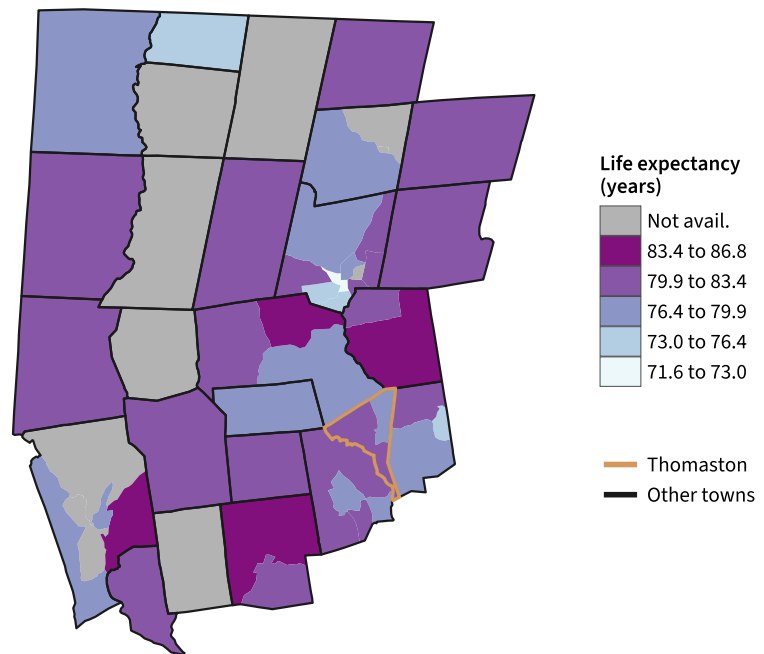 Life expectancy
(years)
Not avail.
83.4 to 86.8
79.9 to 83.4
76.4 to 79.9
73.0 to 76.4
71.6 to 73.0
Thomaston
Other towns